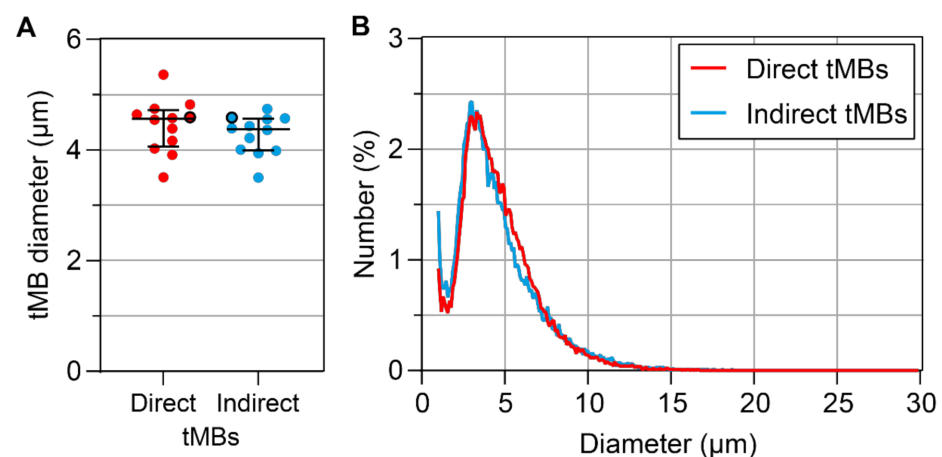 A
6
4
2
0
tMB diameter (µm)
Direct Indirect
tMBs
B
3
2
1
0
Number (%)
Direct tMBs
Indirect tMBs
0 5 10 15 20 25 30
Diameter (µm)